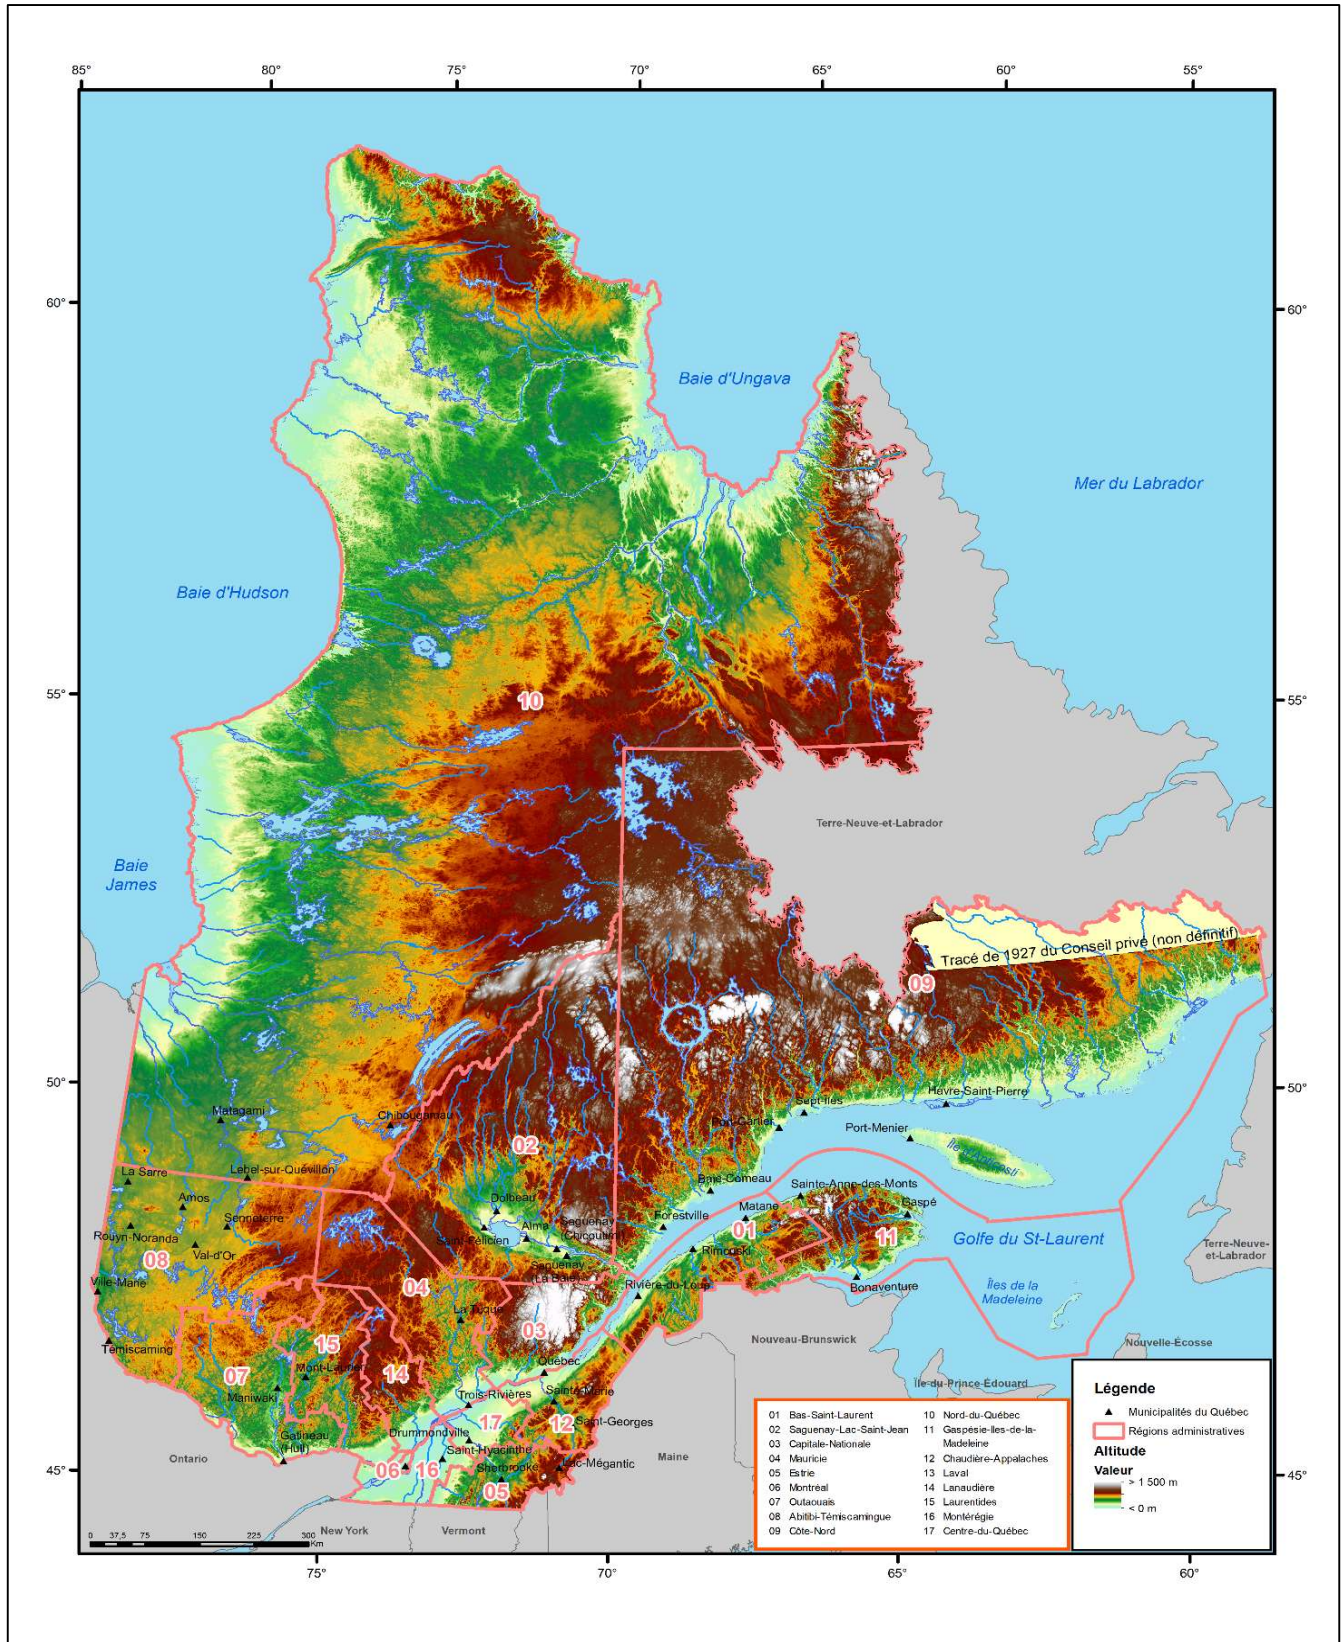 85°
80°
75°
70°
65°
60°
55°
60°
60°
Baie d'Ungava
Mer du Labrador
Baie d'Hudson
55°
55°
10
Terre-Neuve-et-Labrador
Baie
James
Tracé de 1927 du Conseil privé (non définitif)
09
50°
50°
Matagami
Chibougamau
Sept-Iles
Havre-Saint-Pierre
Port-Cartier
Port-Menier
Île d'Anticosti
02
La Sarre
Lebel-sur-Quévillon
Baie-Comeau
Sainte-Anne-des-Monts
Amos
Dolbeau
Matane
Gaspé
Senneterre
Forestville
01
Rouyn-Noranda
Saint-Félicien
Alma
Saguenay
(Chicoutimi)
11
Golfe du St-Laurent
Terre-Neuve-
et-Labrador
Val-d'Or
08
Rimouski
Saguenay
(La Baie)
Ville-Marie
04
Rivière-du-Loup
Bonaventure
Îles de la
Madeleine
La Tuque
03
Témiscaming
15
Nouveau-Brunswick
Nouvelle-Écosse
07
Mont-Laurier
14
Québec
Île-du-Prince-Édouard
Maniwaki
Trois-Rivières
Sainte-Marie
17
12
Saint-Georges
Drummondville
Gatineau
(Hull)
Saint-Hyacinthe
Ontario
06
16
Sherbrooke
Lac-Mégantic
Maine
05
45°
45°
New York
Vermont
0
37,5
75
150
225
300
Km
01 Bas-Saint-Laurent
02 Saguenay-Lac-Saint-Jean
03 Capitale-Nationale
04 Mauricie
05 Estrie
06 Montréal
07 Outaouais
08 Abitibi-Témiscamingue
09 Côte-Nord
10 Nord-du-Québec
11 Gaspésie-Iles-de-la-
Madeleine
12 Chaudière-Appalaches
13 Laval
14 Lanaudière
15 Laurentides
16 Montérégie
17 Centre-du-Québec
Légende
Municipalités du Québec
Régions administratives
Altitude
Valeur
> 1 500 m
< 0 m
75°
70°
65°
60°